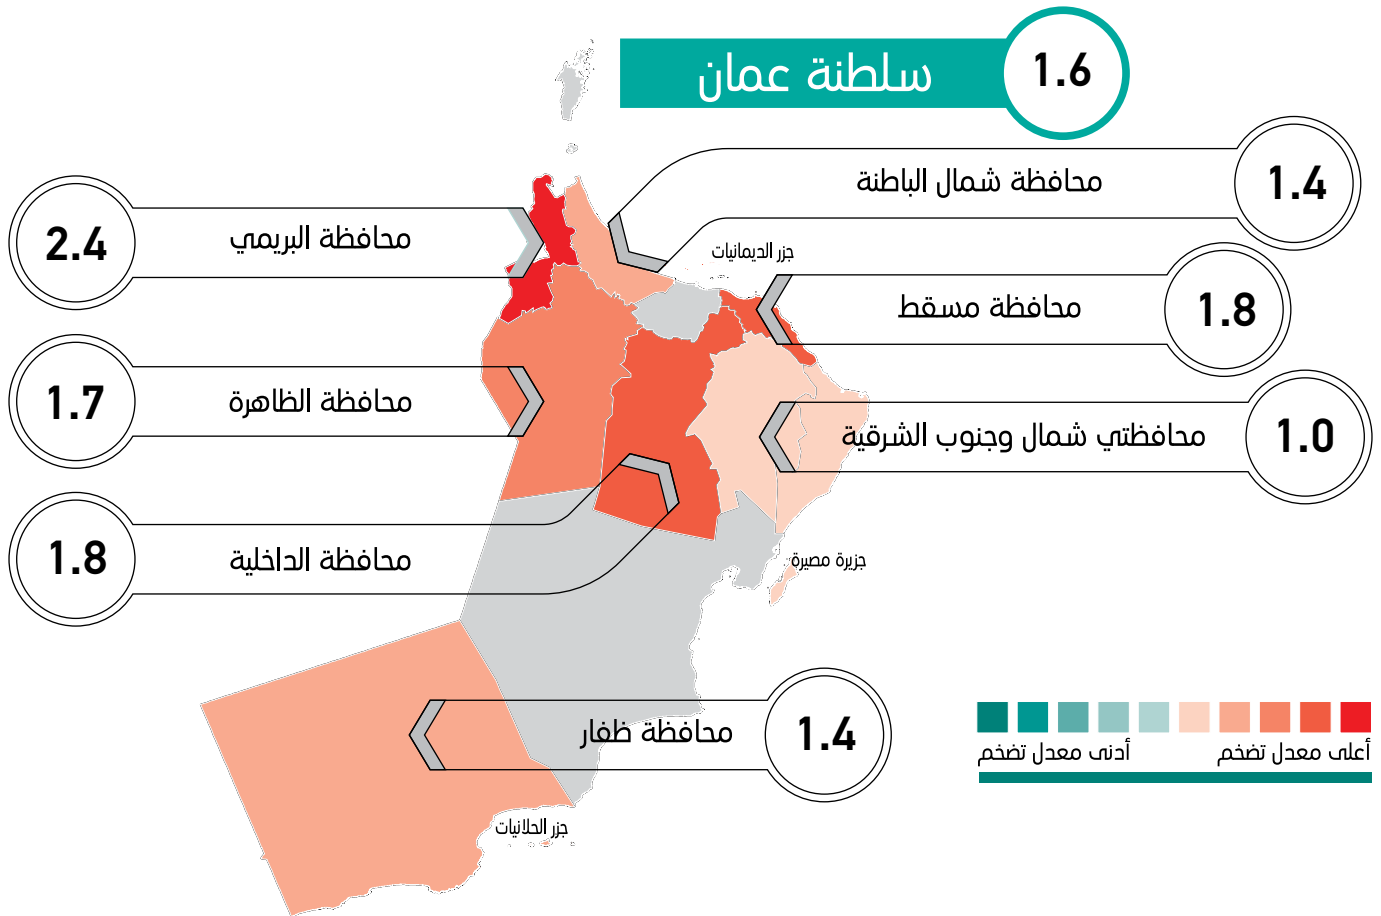 سلطنة عمان
1.6
محافظة شمال الباطنة
1.4
محافظة البريمي
2.4
جزر الديمانيات
محافظة مسقط
1.8
محافظة الظاهرة
1.7
محافظتي شمال وجنوب الشرقية
1.0
محافظة الداخلية
1.8
جزيرة مصيرة
محافظة ظفار
1.4
أعلى معدل تضخم
أدنى معدل تضخم
جزر الحلانيات